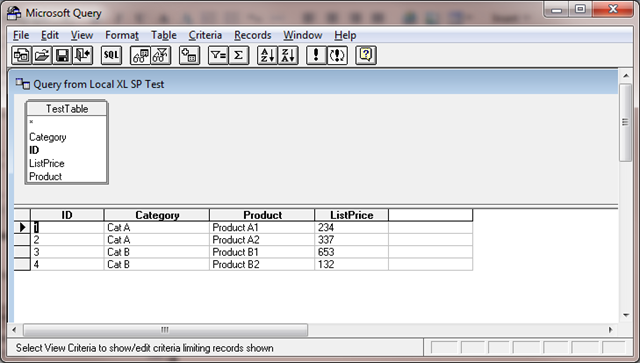 Microsoft Query
File Edit View Format Table Criteria Records Window Help
SQL
Query from Local XL SP Test
TestTable
*
Category
ID
ListPrice
Product
ID Category Product ListPrice
1 Cat A Product A1 234
2 Cat A Product A2 337
3 Cat B Product B1 653
4 Cat B Product B2 132
Select View Criteria to show/edit criteria limiting records shown